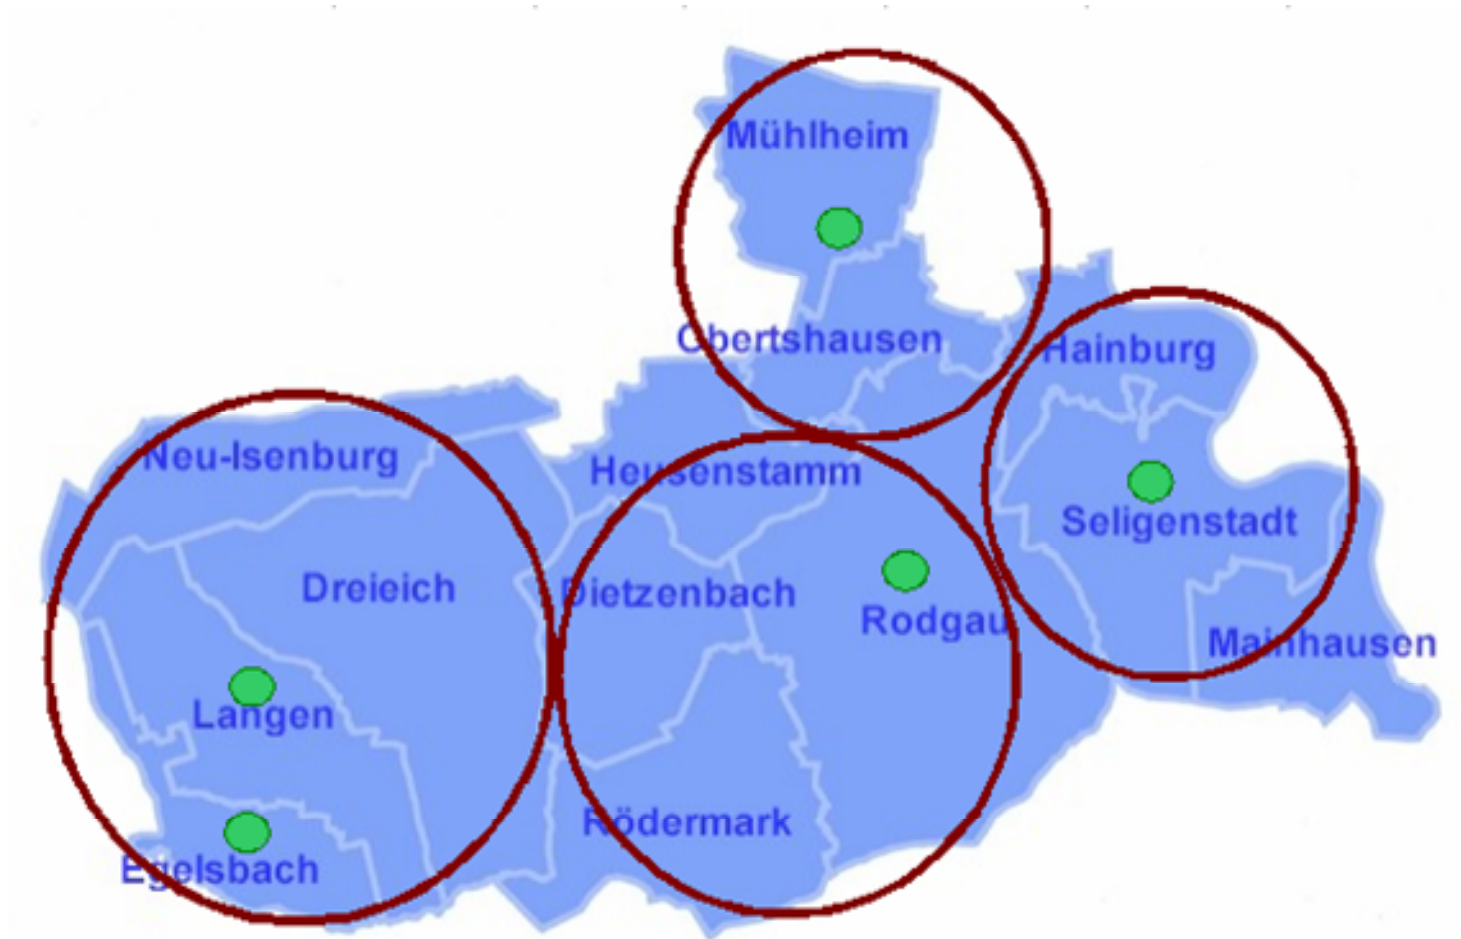 Mühlheim
Obertshausen
Hainburg
Neu-Isenburg
Heusenstamm
Seligenstadt
Dreieich
Dietzenbach
Rodgau
Mainhausen
Langen
Rödermark
Egelsbach